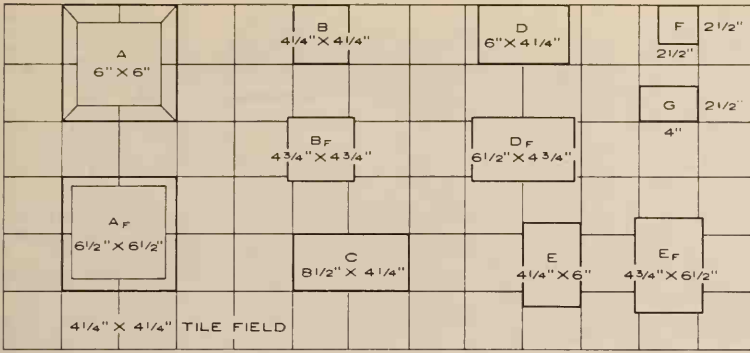 A
6" X 6"
B
4 1/4" X 4 1/4"
D
6" X 4 1/4"
F
2 1/2"
2 1/2"
G
2 1/2"
4"
BF
4 3/4" X 4 3/4"
DF
6 1/2" X 4 3/4"
AF
6 1/2" X 6 1/2"
C
8 1/2" X 4 1/4"
E
4 1/4" X 6"
EF
4 3/4" X 6 1/2"
4 1/4" X 4 1/4" TILE FIELD